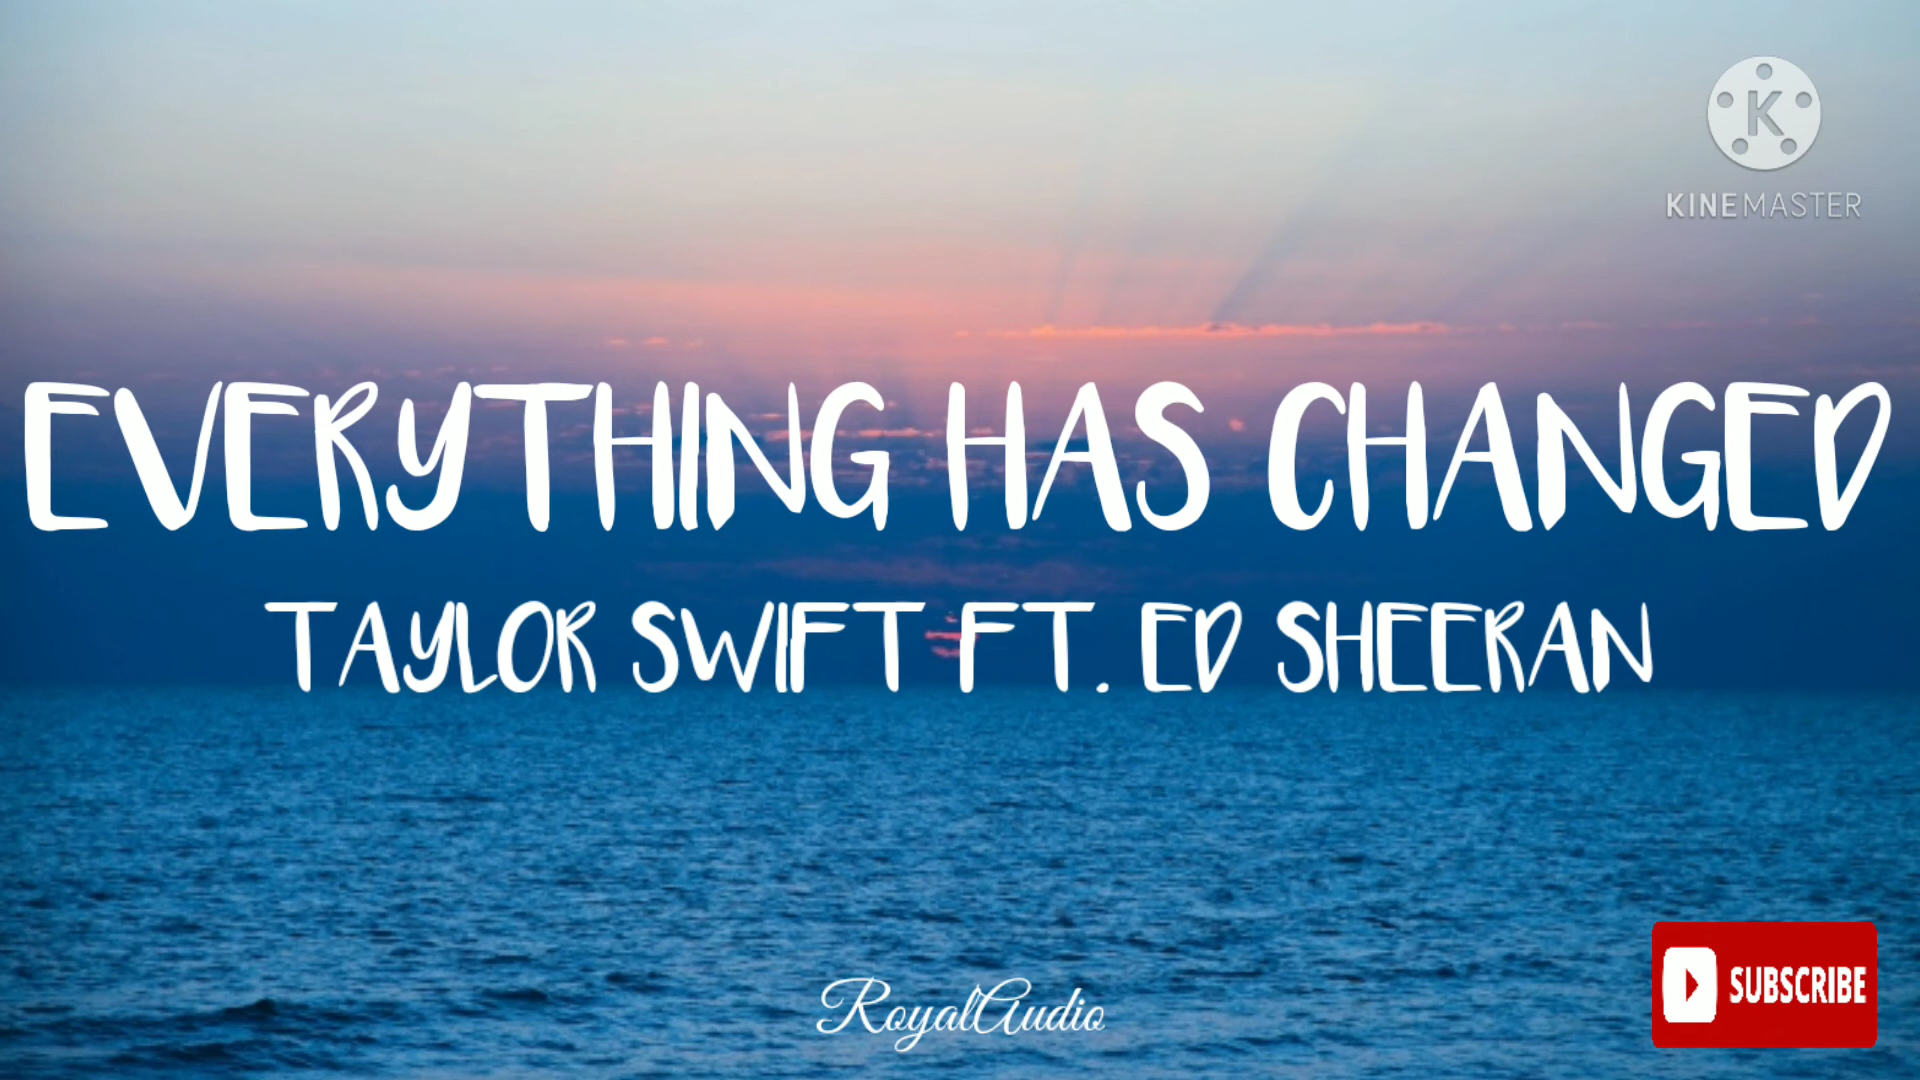 K
KINEMASTER
EVERYTHING HAS CHANGED
TAYLOR SWIFT FT. ED SHEERAN
RoyalAudio
SUBSCRIBE